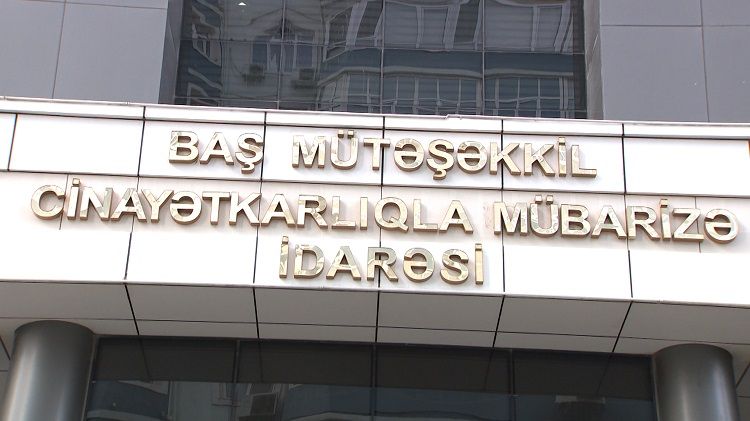 BAŞ MÜTƏŞƏKKİL
CİNAYƏTKARLIQLA MÜBARİZƏ
İDARƏSİ